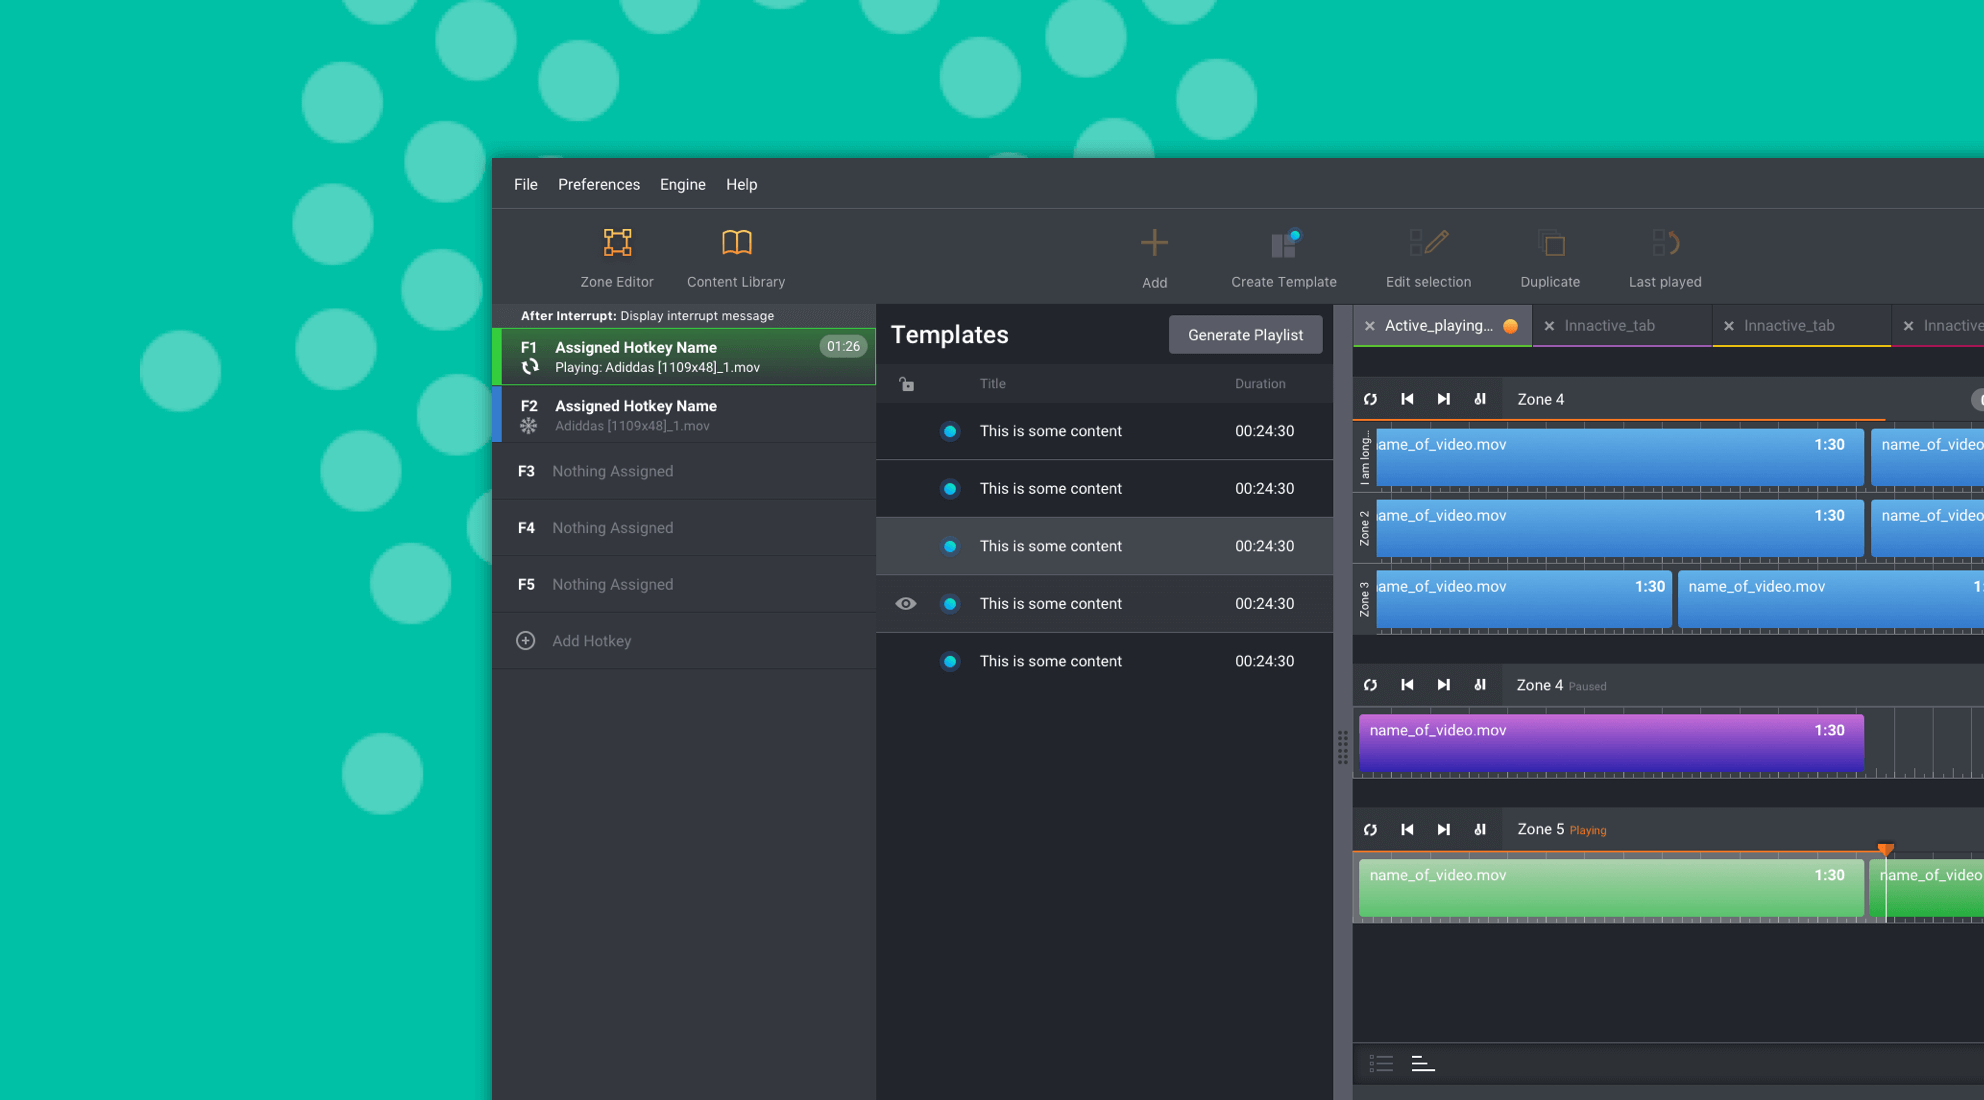 File Preferences Engine Help
Zone Editor Content Library Add Create Template Edit selection Duplicate Last played
After Interrupt: Display interrupt message
F1 Assigned Hotkey Name 01:26
Playing: Adiddas [1109x48]_1.mov
F2 Assigned Hotkey Name
Adiddas [1109x48]_1.mov
F3 Nothing Assigned
F4 Nothing Assigned
F5 Nothing Assigned
Add Hotkey
Templates Generate Playlist
Title Duration
This is some content 00:24:30
This is some content 00:24:30
This is some content 00:24:30
This is some content 00:24:30
This is some content 00:24:30
Active_playing... Innactive_tab Innactive_tab Innactive
Zone 4
I am long...
ame_of_video.mov 1:30 name_of_video
Zone 2
ame_of_video.mov 1:30 name_of_video
Zone 3
ame_of_video.mov 1:30 name_of_video.mov 1:
Zone 4 Paused
name_of_video.mov 1:30
Zone 5 Playing
name_of_video.mov 1:30 name_of_video